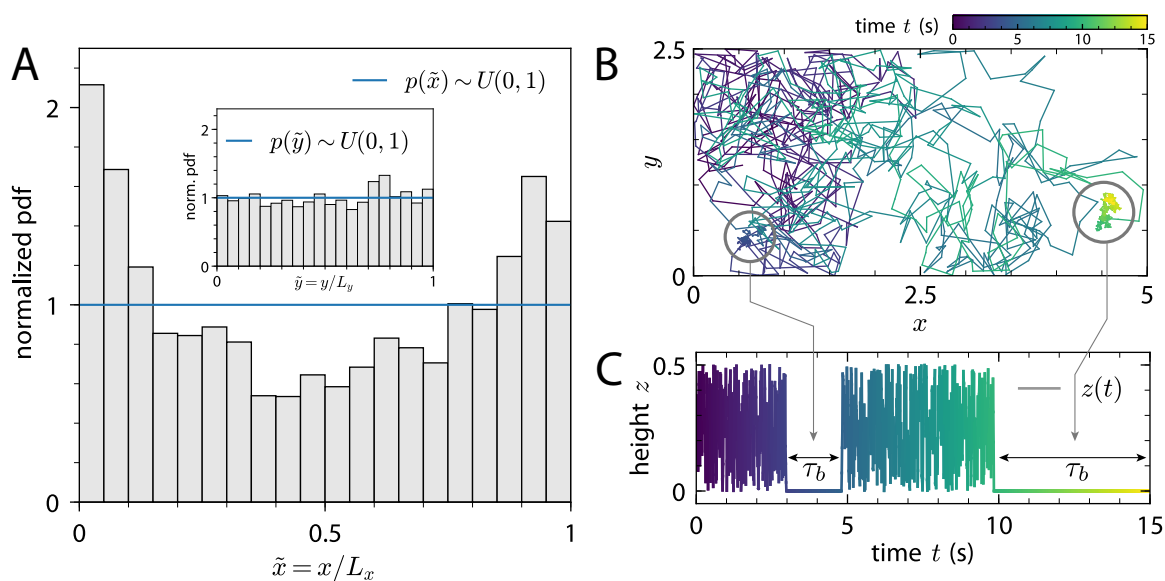 A
2
1
0
normalized pdf
p(x̃) ∼ U(0, 1)
2
1
0
norm. pdf
p(ỹ) ∼ U(0, 1)
0
1
ỹ = y/L_y
0
0.5
1
x̃ = x/L_x
time t (s)
0
5
10
15
B
2.5
0
y
0
2.5
5
x
C
0.5
0
height z
z(t)
τ_b
τ_b
0
5
10
15
time t (s)